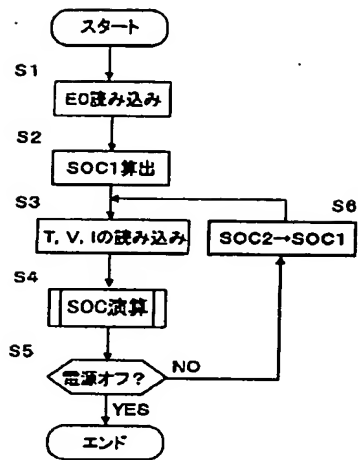 スタート
S1
E0読み込み
S2
SOC1算出
S3
T, V, Iの読み込み
S6
SOC2→SOC1
S4
SOC演算
S5
電源オフ?
NO
YES
エンド